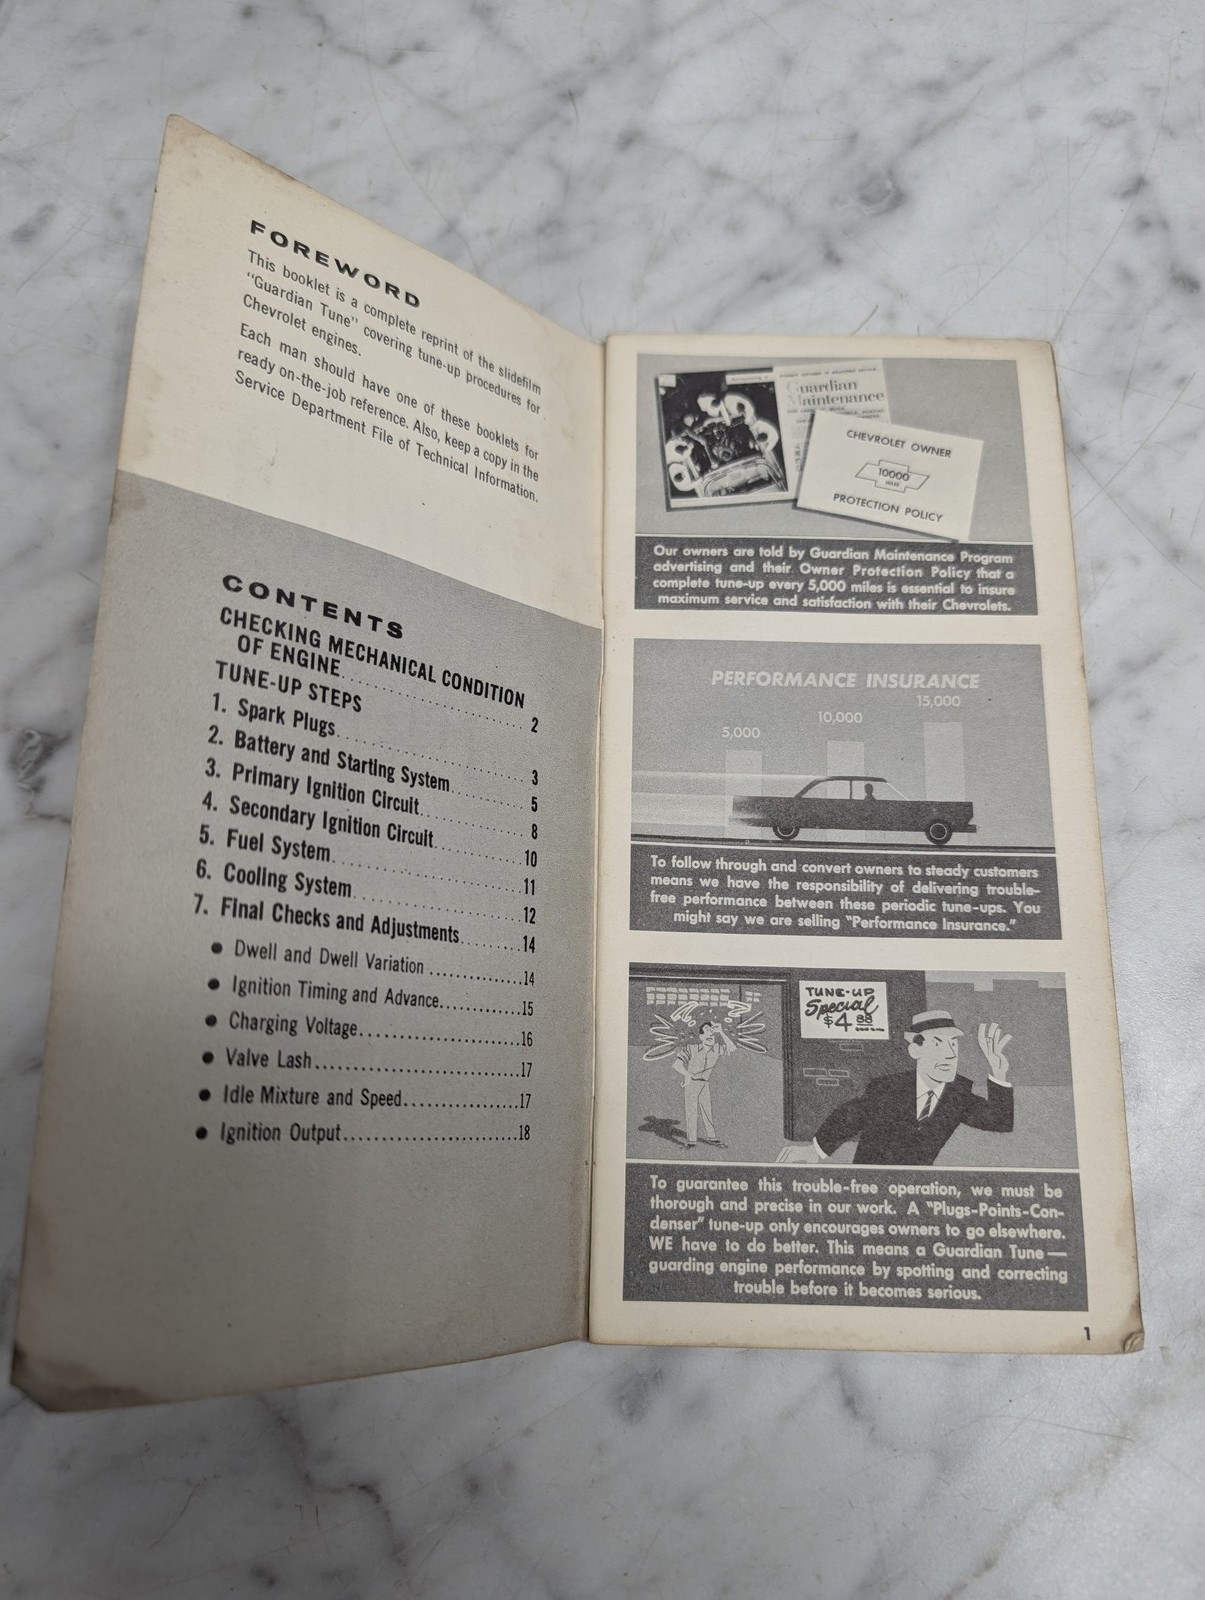 FOREWORD
This booklet is a complete reprint of the slidefilm
"Guardian Tune" covering tune-up procedures for
Chevrolet engines.
Each man should have one of these booklets for
ready on-the-job reference. Also, keep a copy in the
Service Department File of Technical Information.
CONTENTS
CHECKING MECHANICAL CONDITION
OF ENGINE........................ 2
TUNE-UP STEPS
1. Spark Plugs........................ 3
2. Battery and Starting System......... 5
3. Primary Ignition Circuit............ 8
4. Secondary Ignition Circuit.......... 10
5. Fuel System........................ 11
6. Cooling System..................... 12
7. Final Checks and Adjustments........ 14
● Dwell and Dwell Variation ..............14
● Ignition Timing and Advance............15
● Charging Voltage.......................16
● Valve Lash............................17
● Idle Mixture and Speed.................17
● Ignition Output........................18
Guardian
Maintenance
CHEVROLET OWNER
10000
MILES
PROTECTION POLICY
Our owners are told by Guardian Maintenance Program
advertising and their Owner Protection Policy that a
complete tune-up every 5,000 miles is essential to insure
maximum service and satisfaction with their Chevrolets.
PERFORMANCE INSURANCE
5,000
10,000
15,000
To follow through and convert owners to steady customers
means we have the responsibility of delivering trouble-
free performance between these periodic tune-ups. You
might say we are selling "Performance Insurance."
TUNE-UP
Special
$4 88
To guarantee this trouble-free operation, we must be
thorough and precise in our work. A "Plugs-Points-Con-
denser" tune-up only encourages owners to go elsewhere.
WE have to do better. This means a Guardian Tune —
guarding engine performance by spotting and correcting
trouble before it becomes serious.
1